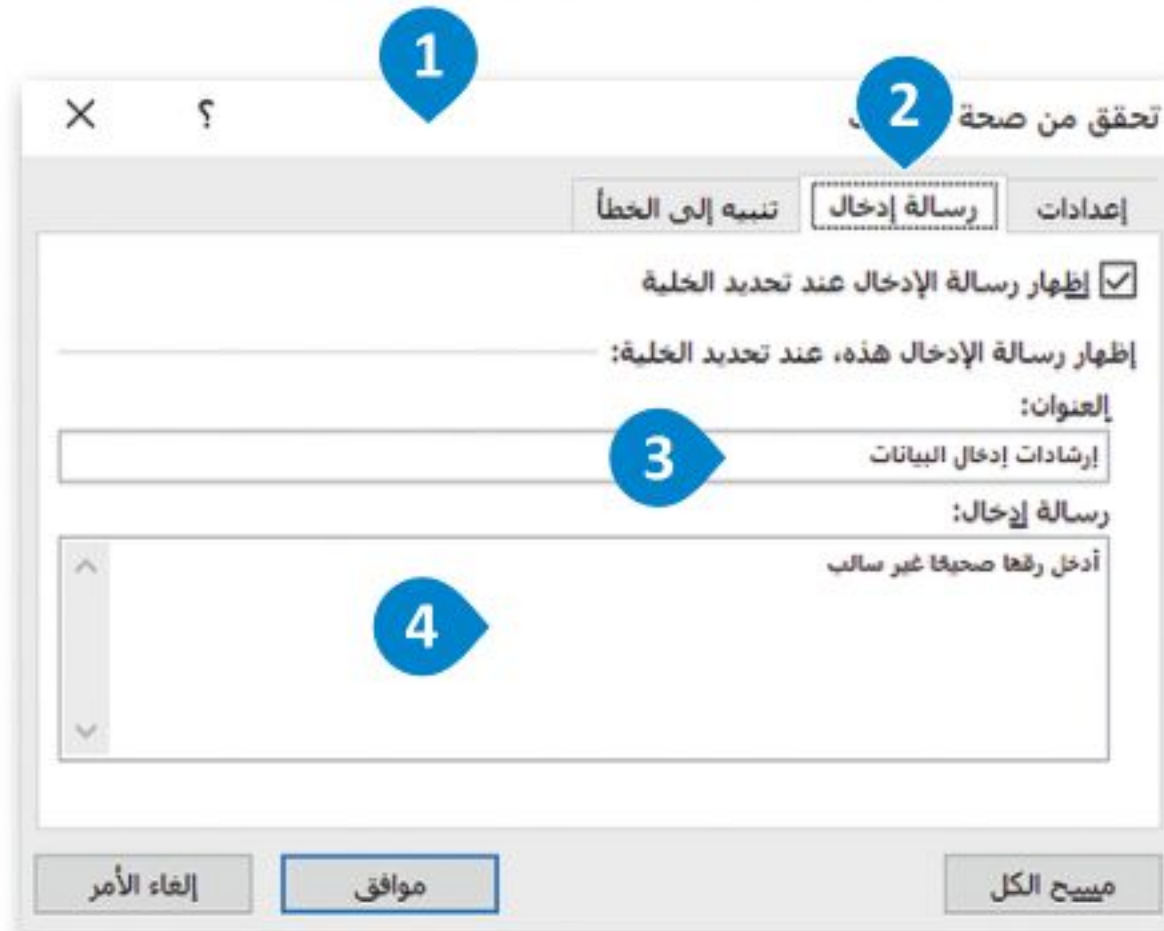 1
تحقق من صحة
2
؟
×
إعدادات
رسالة إدخال
تنبيه إلى الخطأ
إظهار رسالة الإدخال عند تحديد الخلية
إظهار رسالة الإدخال هذه، عند تحديد الخلية:
العنوان:
إرشادات إدخال البيانات
3
رسالة إدخال:
أدخل رقمًا صحيحًا غير سالب
4
مسح الكل
موافق
إلغاء الأمر